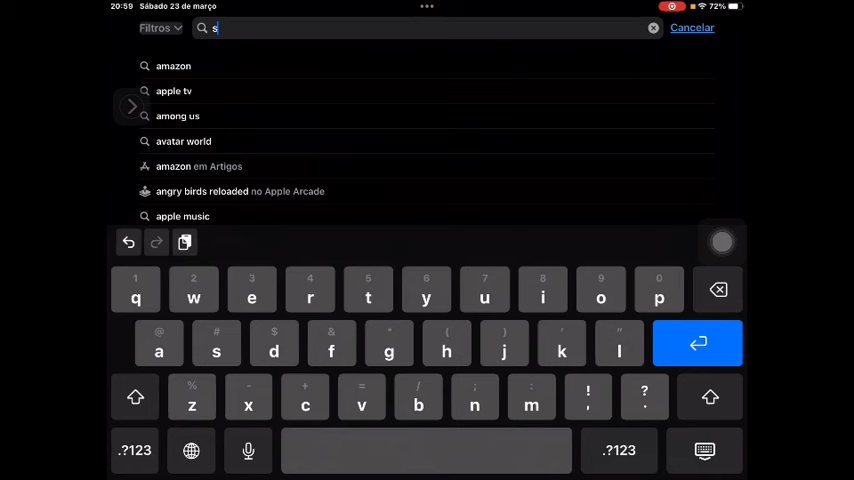 20:59 Sábado 23 de março 72%
Filtros s Cancelar
amazon
apple tv
among us
avatar world
amazon em Artigos
angry birds reloaded no Apple Arcade
apple music
1 2 3 4 5 6 7 8 9 0
q w e r t y u i o p
@ # $ & * ( ) ' "
a s d f g h j k l
% - + = / ; : ! ?
z x c v b n m , .
.?123 .?123